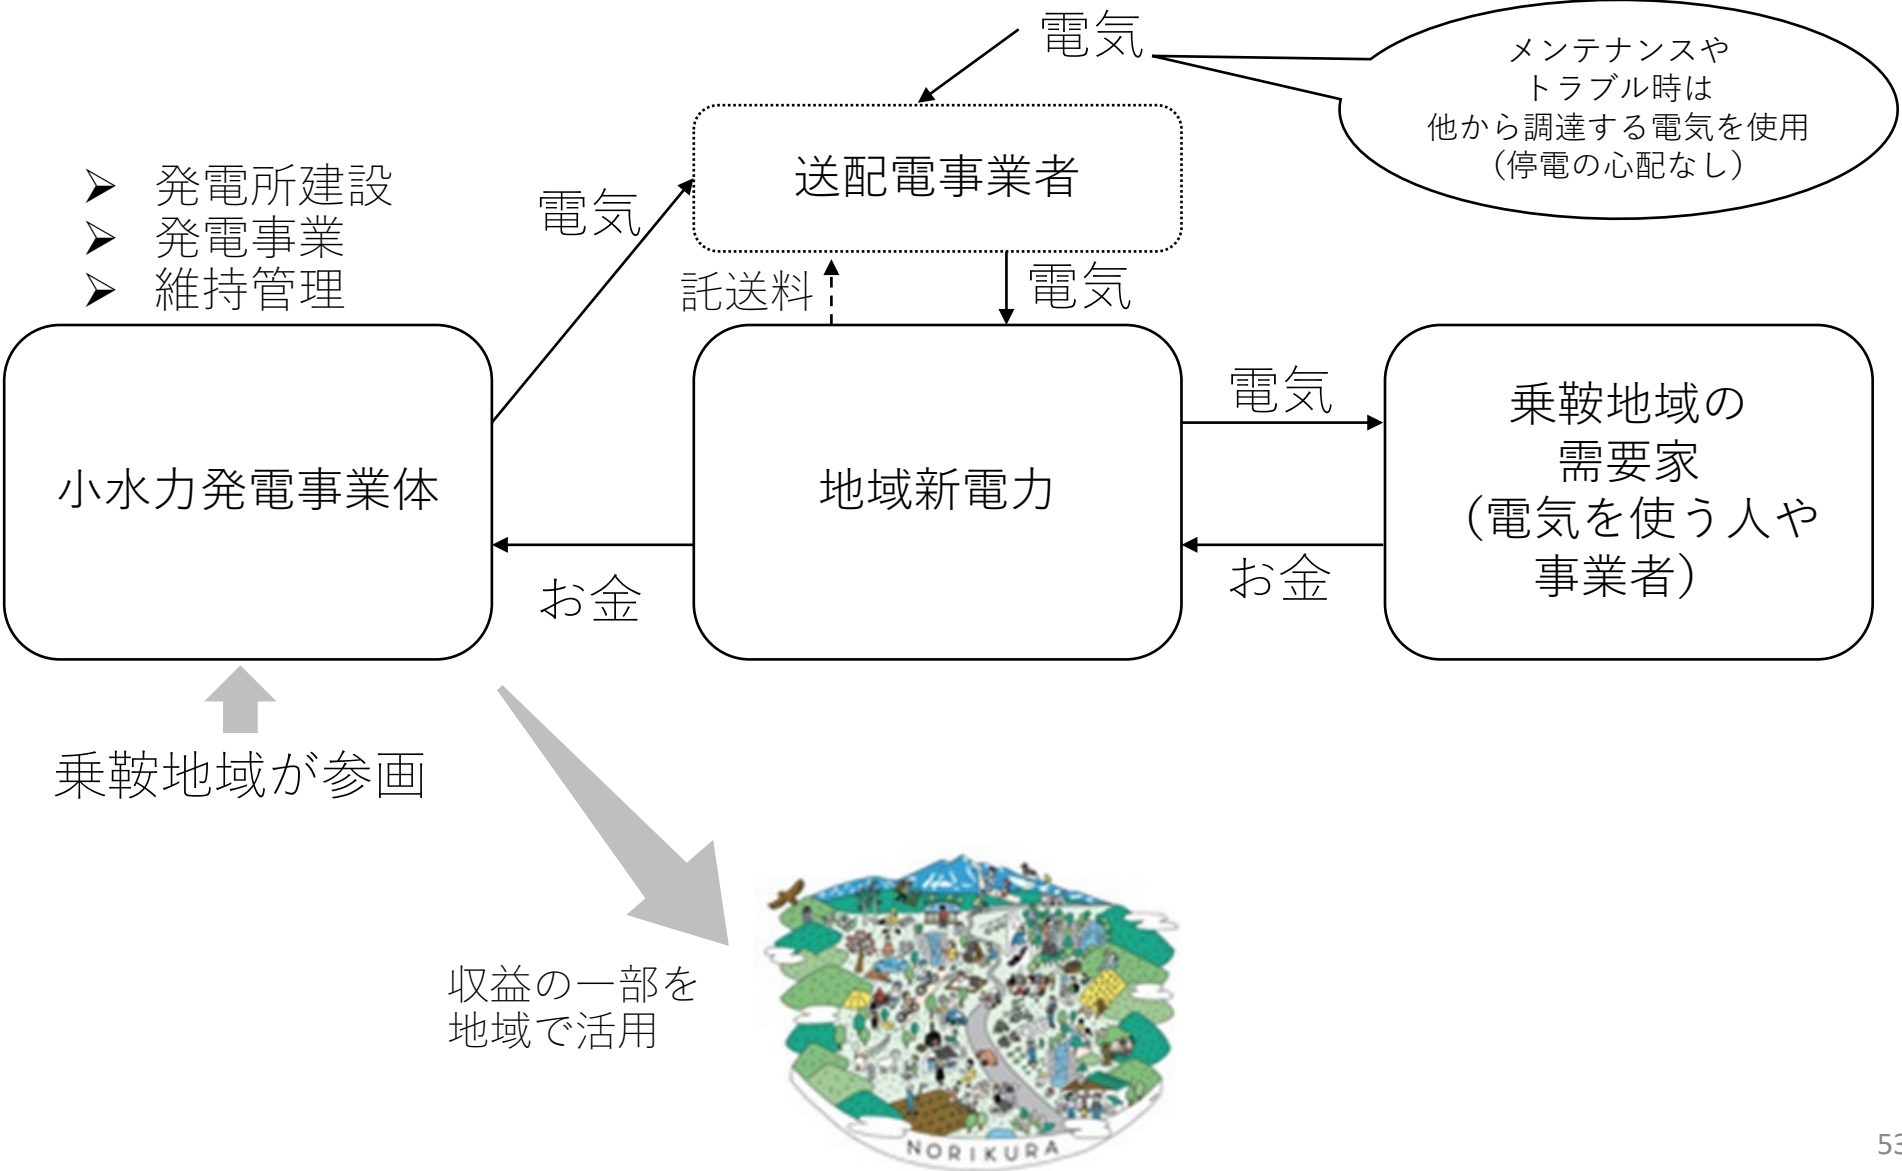 電気
メンテナンスや
トラブル時は
他から調達する電気を使用
（停電の心配なし）
送配電事業者
➢ 発電所建設
➢ 発電事業
➢ 維持管理
電気
託送料
電気
小水力発電事業体
地域新電力
電気
乗鞍地域の
需要家
（電気を使う人や
事業者）
お金
お金
乗鞍地域が参画
収益の一部を
地域で活用
NORIKURA
53